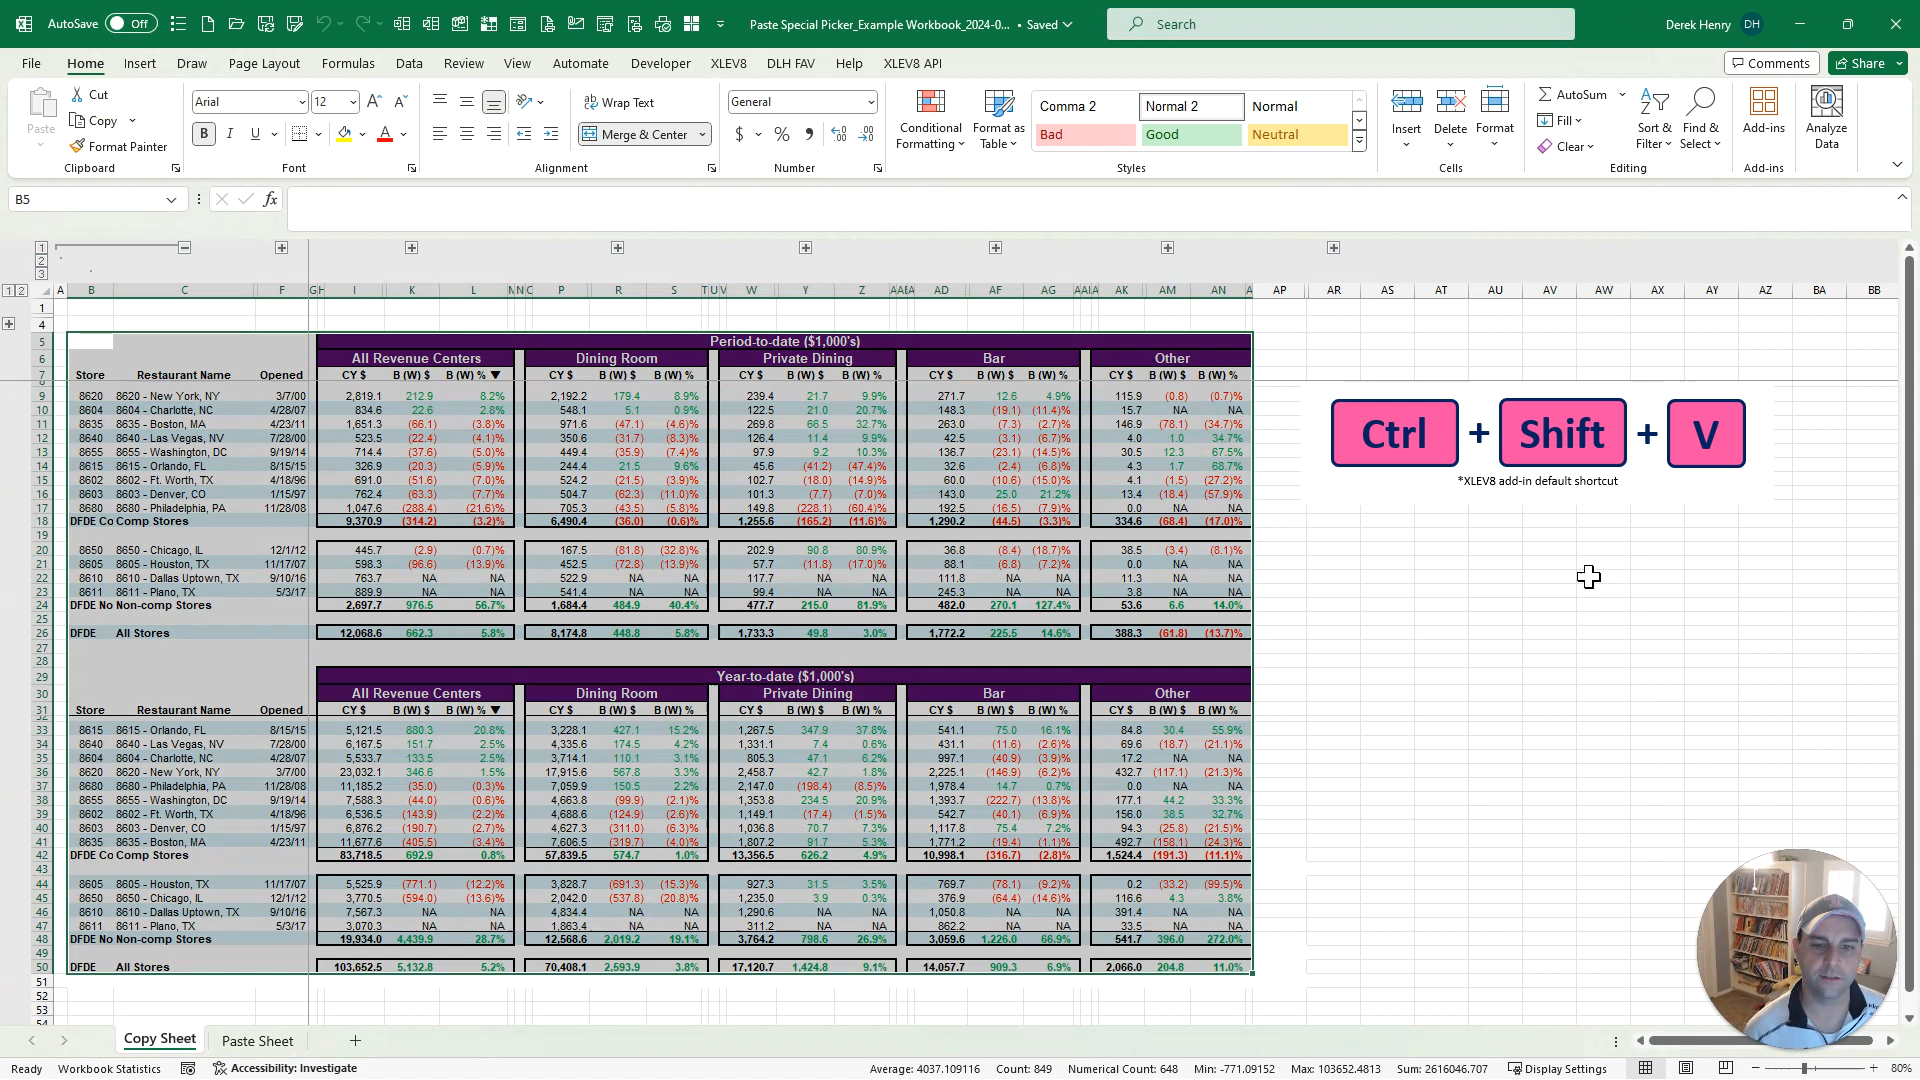 AutoSave Off Paste Special Picker_Example Workbook_2024-0... • Saved Search Derek Henry DH
File Home Insert Draw Page Layout Formulas Data Review View Automate Developer XLEV8 DLH FAV Help XLEV8 API Comments Share
Paste Cut Copy Format Painter Clipboard
Arial 12 B I U A Font
ab Wrap Text Merge & Center Alignment
General $ % Number
Conditional Formatting Format as Table
Comma 2 Normal 2 Normal
Bad Good Neutral
Styles
Insert Delete Format Cells
AutoSum Fill Clear Sort & Filter Find & Select Editing
Add-ins Add-ins
Analyze Data
B5 fx
Period-to-date ($1,000's)
All Revenue Centers Dining Room Private Dining Bar Other
Store Restaurant Name Opened CY $ B (W) $ B (W) % ▼ CY $ B (W) $ B (W) % CY $ B (W) $ B (W) % CY $ B (W) $ B (W) % CY $ B (W) $ B (W) %
8620 8620 - New York, NY 3/7/00 2,819.1 212.9 8.2% 2,192.2 179.4 8.9% 239.4 21.7 9.9% 271.7 12.6 4.9% 115.9 (0.8) (0.7)%
8604 8604 - Charlotte, NC 4/28/07 834.6 22.6 2.8% 548.1 5.1 0.9% 122.5 21.0 20.7% 148.3 (19.1) (11.4)% 15.7 NA NA
8635 8635 - Boston, MA 4/23/11 1,651.3 (66.1) (3.8)% 971.6 (47.1) (4.6)% 269.8 66.5 32.7% 263.0 (7.3) (2.7)% 146.9 (78.1) (34.7)%
8640 8640 - Las Vegas, NV 7/28/00 523.5 (22.4) (4.1)% 350.6 (31.7) (8.3)% 126.4 11.4 9.9% 42.5 (3.1) (6.7)% 4.0 1.0 34.7%
8655 8655 - Washington, DC 9/19/14 714.4 (37.6) (5.0)% 449.4 (35.9) (7.4)% 97.9 9.2 10.3% 136.7 (23.1) (14.5)% 30.5 12.3 67.5%
8615 8615 - Orlando, FL 8/15/15 326.9 (20.3) (5.9)% 244.4 21.5 9.6% 45.6 (41.2) (47.4)% 32.6 (2.4) (6.8)% 4.3 1.7 68.7%
8602 8602 - Ft. Worth, TX 4/18/96 691.0 (51.6) (7.0)% 524.4 (21.5) (3.9)% 102.7 (18.0) (14.9)% 60.0 (10.6) (15.0)% 4.1 (1.5) (27.2)%
8603 8603 - Denver, CO 1/15/97 762.4 (63.3) (7.7)% 504.7 (62.3) (11.0)% 101.3 (7.7) (7.0)% 143.0 25.0 21.2% 13.4 (18.4) (57.9)%
8680 8680 - Philadelphia, PA 11/28/08 1,047.6 (288.4) (21.6)% 705.3 (43.5) (5.8)% 149.8 (228.1) (60.4)% 192.5 (16.5) (7.9)% 0.0 NA NA
DFDE Co Comp Stores 9,370.9 (314.2) (3.2)% 6,490.4 (36.0) (0.6)% 1,255.6 (165.2) (11.6)% 1,290.2 (44.5) (3.3)% 334.6 (68.4) (17.0)%
8650 8650 - Chicago, IL 12/1/12 445.7 (2.9) (0.7)% 167.5 (81.8) (32.8)% 202.9 90.8 80.9% 36.8 (8.4) (18.7)% 38.5 (3.4) (8.1)%
8605 8605 - Houston, TX 11/17/07 598.3 (96.6) (13.9)% 452.5 (72.8) (13.9)% 57.7 (11.8) (17.0)% 88.1 (6.8) (7.2)% 0.0 NA NA
8610 8610 - Dallas Uptown, TX 9/10/16 763.7 NA NA 522.9 NA NA 117.7 NA NA 111.8 NA NA 11.3 NA NA
8611 8611 - Plano, TX 5/3/17 889.9 NA NA 541.4 NA NA 99.4 NA NA 245.3 NA NA 3.8 NA NA
DFDE No Non-comp Stores 2,697.7 976.5 56.7% 1,684.4 484.9 40.4% 477.7 215.0 81.9% 482.0 270.1 127.4% 53.6 6.6 14.0%
DFDE All Stores 12,068.6 662.3 5.8% 8,174.8 448.8 5.8% 1,733.3 49.8 3.0% 1,772.2 225.5 14.6% 388.3 (61.8) (13.7)%
Year-to-date ($1,000's)
All Revenue Centers Dining Room Private Dining Bar Other
Store Restaurant Name Opened CY $ B (W) $ B (W) % ▼ CY $ B (W) $ B (W) % CY $ B (W) $ B (W) % CY $ B (W) $ B (W) % CY $ B (W) $ B (W) %
8615 8615 - Orlando, FL 8/15/15 5,121.5 880.3 20.8% 3,228.1 427.1 15.2% 1,267.5 347.9 37.8% 541.1 75.0 16.1% 84.8 30.4 55.9%
8640 8640 - Las Vegas, NV 7/28/00 6,167.5 151.7 2.5% 4,335.6 174.5 4.2% 1,331.1 7.4 0.6% 431.1 (11.6) (2.6)% 69.6 (18.7) (21.1)%
8604 8604 - Charlotte, NC 4/28/07 5,533.7 133.5 2.5% 3,714.1 110.1 3.1% 805.3 47.1 6.2% 997.1 (40.9) (3.9)% 17.2 NA NA
8620 8620 - New York, NY 3/7/00 23,032.1 346.6 1.5% 17,915.6 567.8 3.3% 2,458.7 42.7 1.8% 2,225.1 (146.9) (6.2)% 432.7 (117.1) (21.3)%
8680 8680 - Philadelphia, PA 11/28/08 11,185.2 (35.0) (0.3)% 7,059.9 150.5 2.2% 2,147.0 (198.4) (8.5)% 1,978.4 14.7 0.7% 0.0 NA NA
8655 8655 - Washington, DC 9/19/14 7,588.3 (44.0) (0.6)% 4,663.8 (99.9) (2.1)% 1,353.8 234.5 20.9% 1,393.7 (222.7) (13.8)% 177.1 44.2 33.3%
8602 8602 - Ft. Worth, TX 4/18/96 6,536.5 (143.9) (2.2)% 4,688.6 (124.9) (2.6)% 1,149.1 (17.4) (1.5)% 542.7 (40.1) (6.9)% 156.0 38.5 32.7%
8603 8603 - Denver, CO 1/15/97 6,876.2 (190.7) (2.7)% 4,627.3 (311.0) (6.3)% 1,036.8 70.7 7.3% 1,117.8 75.4 7.2% 94.3 (25.8) (21.5)%
8635 8635 - Boston, MA 4/23/11 11,677.6 (405.5) (3.4)% 7,606.5 (319.7) (4.0)% 1,807.2 91.7 5.3% 1,771.2 (19.4) (1.1)% 492.7 (158.1) (24.3)%
DFDE Co Comp Stores 83,718.5 692.9 0.8% 57,839.5 574.7 1.0% 13,356.5 626.2 4.9% 10,998.1 (316.7) (2.8)% 1,524.4 (191.3) (11.1)%
8605 8605 - Houston, TX 11/17/07 5,525.9 (771.1) (12.2)% 3,828.7 (691.3) (15.3)% 927.3 31.5 3.5% 769.7 (78.1) (9.2)% 0.2 (33.2) (99.5)%
8650 8650 - Chicago, IL 12/1/12 3,770.5 (594.0) (13.6)% 2,042.0 (537.8) (20.8)% 1,235.0 3.9 0.3% 376.9 (64.4) (14.6)% 116.6 4.3 3.8%
8610 8610 - Dallas Uptown, TX 9/10/16 7,567.3 NA NA 4,834.4 NA NA 1,290.6 NA NA 1,050.8 NA NA 391.4 NA NA
8611 8611 - Plano, TX 5/3/17 3,070.3 NA NA 1,863.4 NA NA 311.2 NA NA 862.2 NA NA 33.5 NA NA
DFDE No Non-comp Stores 19,934.0 4,439.9 28.7% 12,568.6 2,019.2 19.1% 3,764.2 798.6 26.9% 3,059.6 1,226.0 66.9% 541.7 396.0 272.0%
DFDE All Stores 103,652.5 5,132.8 5.2% 70,408.1 2,593.9 3.8% 17,120.7 1,424.8 9.1% 14,057.7 909.3 6.9% 2,066.0 204.8 11.0%
Ctrl + Shift + V
*XLEV8 add-in default shortcut
Copy Sheet Paste Sheet
Ready Workbook Statistics Accessibility: Investigate Average: 4037.109116 Count: 849 Numerical Count: 648 Min: -771.09152 Max: 103652.4813 Sum: 2616046.707 Display Settings 80%